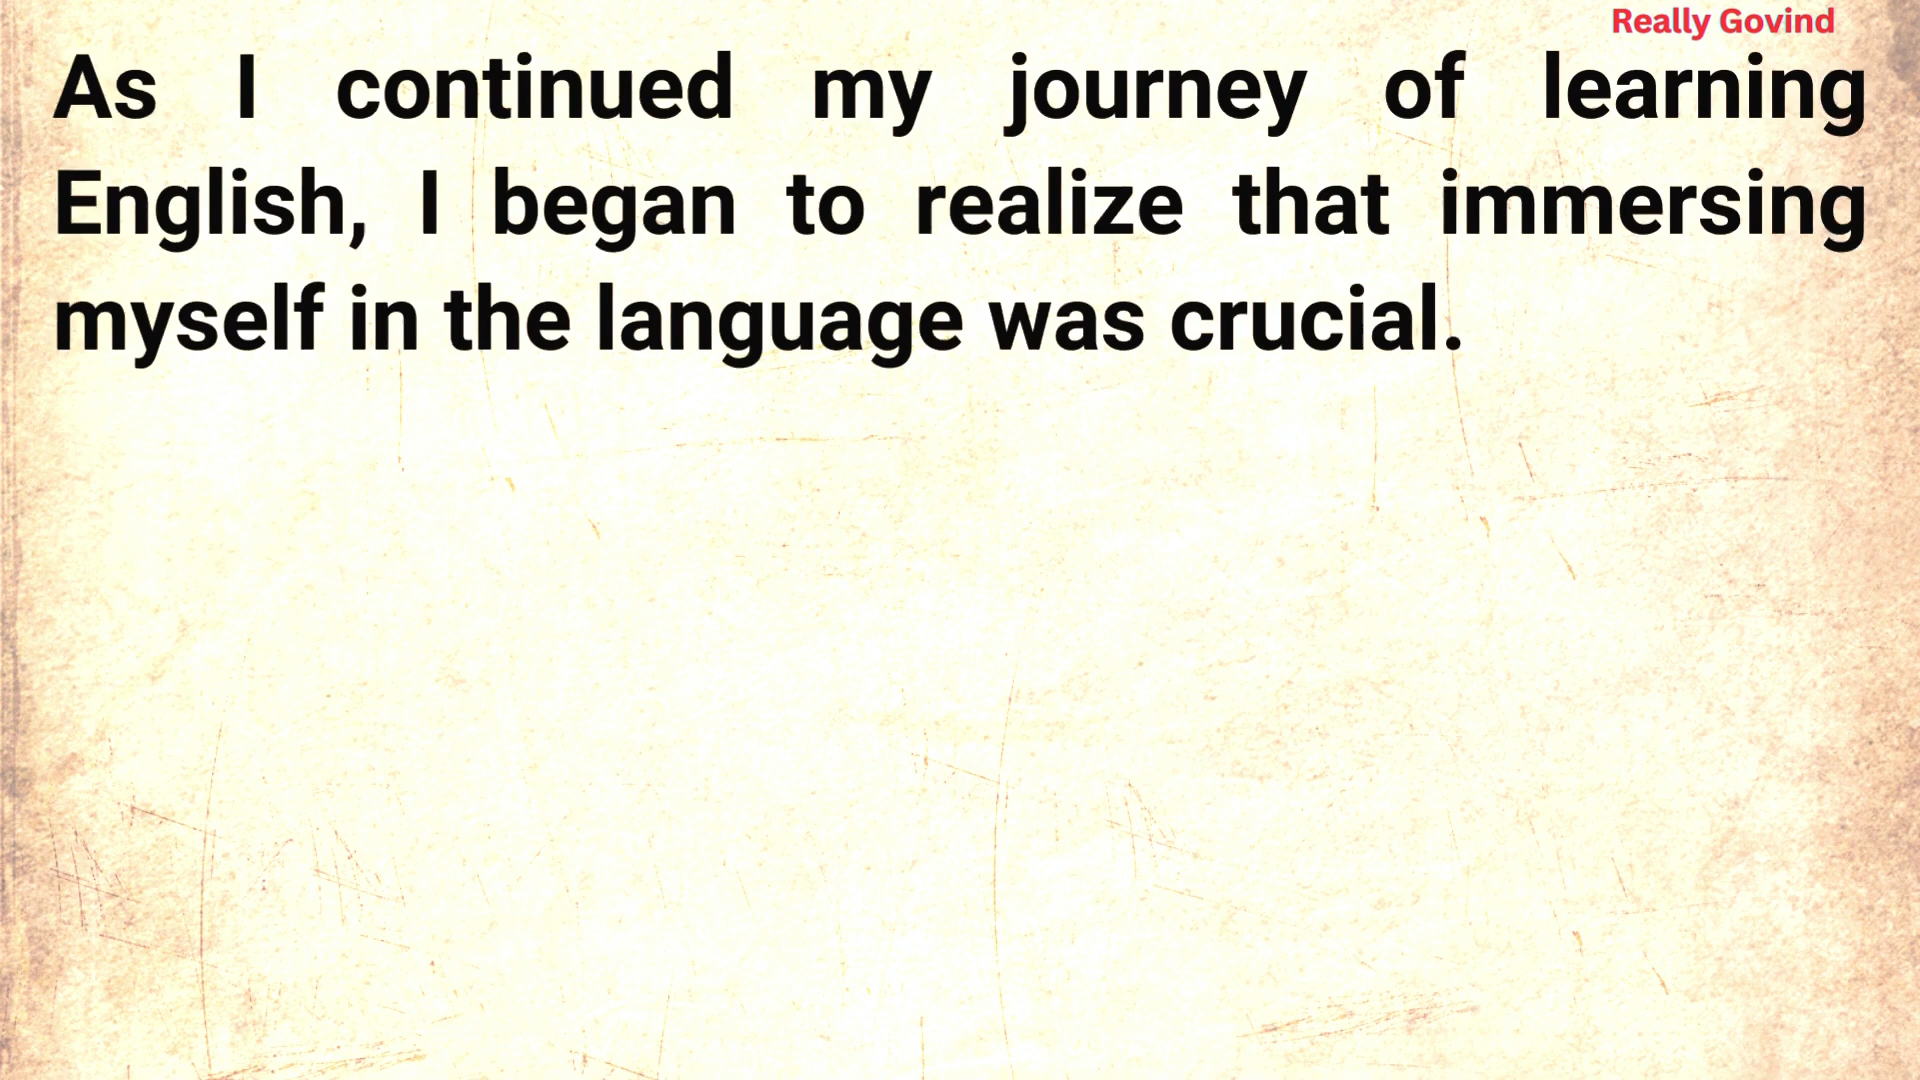 Really Govind
As I continued my journey of learning
English, I began to realize that immersing
myself in the language was crucial.